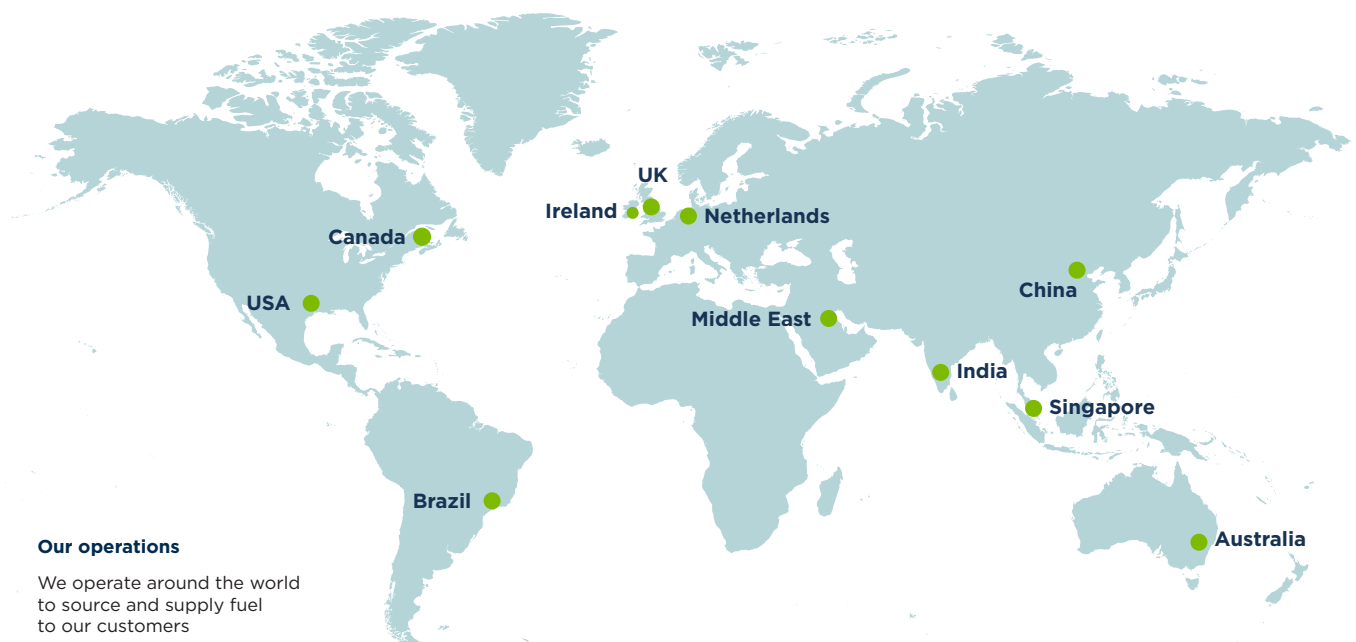 UK
Ireland
Netherlands
Canada
China
USA
Middle East
India
Singapore
Brazil
Australia
Our operations
We operate around the world
to source and supply fuel
to our customers